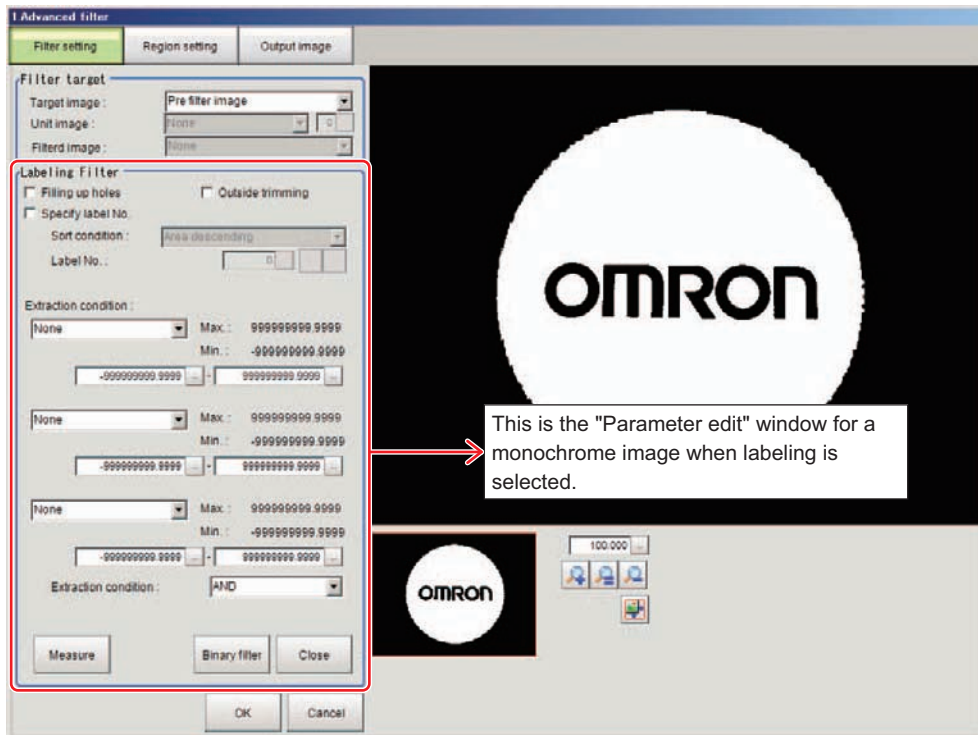 1.Advanced filter
Filter setting
Region setting
Output image
Filter target
Target image :
Pre filter image
Unit image :
None
0
Filterd image :
None
Labeling Filter
Filling up holes
Outside trimming
Specify label No.
Sort condition :
Area descending
Label No. :
0
Extraction condition :
None
Max. : 999999999.9999
Min. : -999999999.9999
-999999999.9999 ... - 999999999.9999 ...
None
Max. : 999999999.9999
Min. : -999999999.9999
-999999999.9999 ... - 999999999.9999 ...
None
Max. : 999999999.9999
Min. : -999999999.9999
-999999999.9999 ... - 999999999.9999 ...
Extraction condition :
AND
Measure
Binary filter
Close
OK
Cancel
OMRON
This is the "Parameter edit" window for a
monochrome image when labeling is
selected.
OMRON
100.000 ...